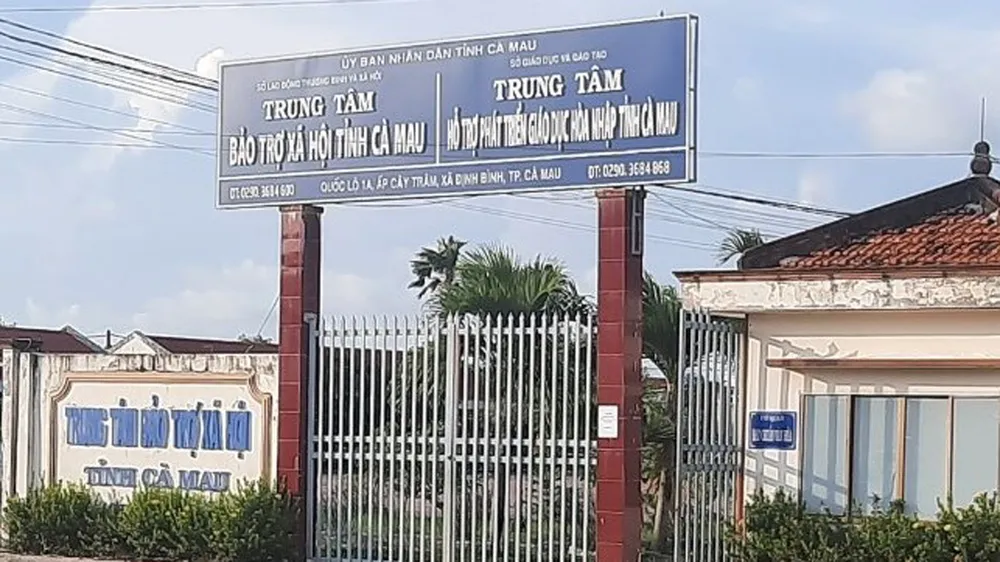 ỦY BAN NHÂN DÂN TỈNH CÀ MAU
SỞ LAO ĐỘNG THƯƠNG BINH VÀ XÃ HỘI
TRUNG TÂM
BẢO TRỢ XÃ HỘI TỈNH CÀ MAU
SỞ GIÁO DỤC VÀ ĐÀO TẠO
TRUNG TÂM
HỖ TRỢ PHÁT TRIỂN GIÁO DỤC HÒA NHẬP TỈNH CÀ MAU
ĐT: 0290. 3684 600
QUỐC LỘ 1A, ẤP CÂY TRÂM, XÃ ĐỊNH BÌNH, TP. CÀ MAU
ĐT: 0290. 3684 868
TRUNG TÂM BẢO TRỢ XÃ HỘI
TỈNH CÀ MAU